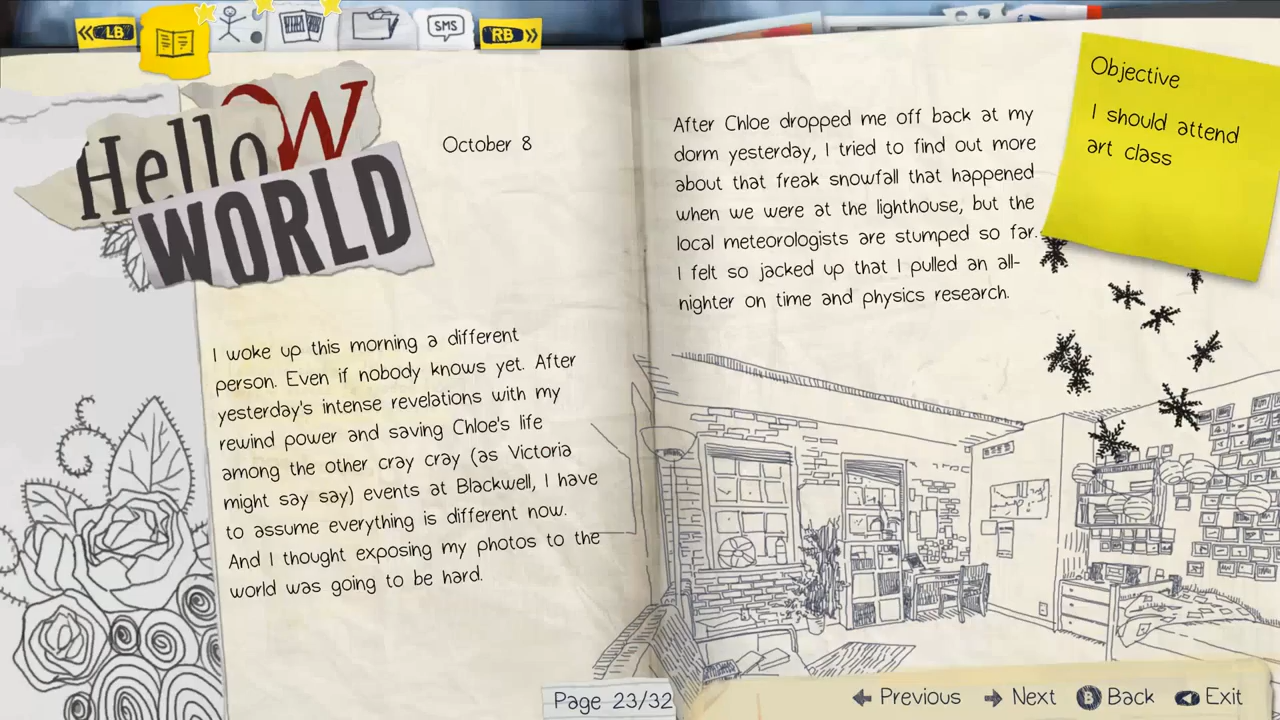 LB
SMS
RB
Hello W
WORLD
October 8
I woke up this morning a different
person. Even if nobody knows yet. After
yesterday's intense revelations with my
rewind power and saving Chloe's life
among the other cray cray (as Victoria
might say say) events at Blackwell, I have
to assume everything is different now.
And I thought exposing my photos to the
world was going to be hard.
After Chloe dropped me off back at my
dorm yesterday, I tried to find out more
about that freak snowfall that happened
when we were at the lighthouse, but the
local meteorologists are stumped so far.
I felt so jacked up that I pulled an all-
nighter on time and physics research.
Objective
I should attend
art class
Page 23/32
Previous
Next
B Back
Exit